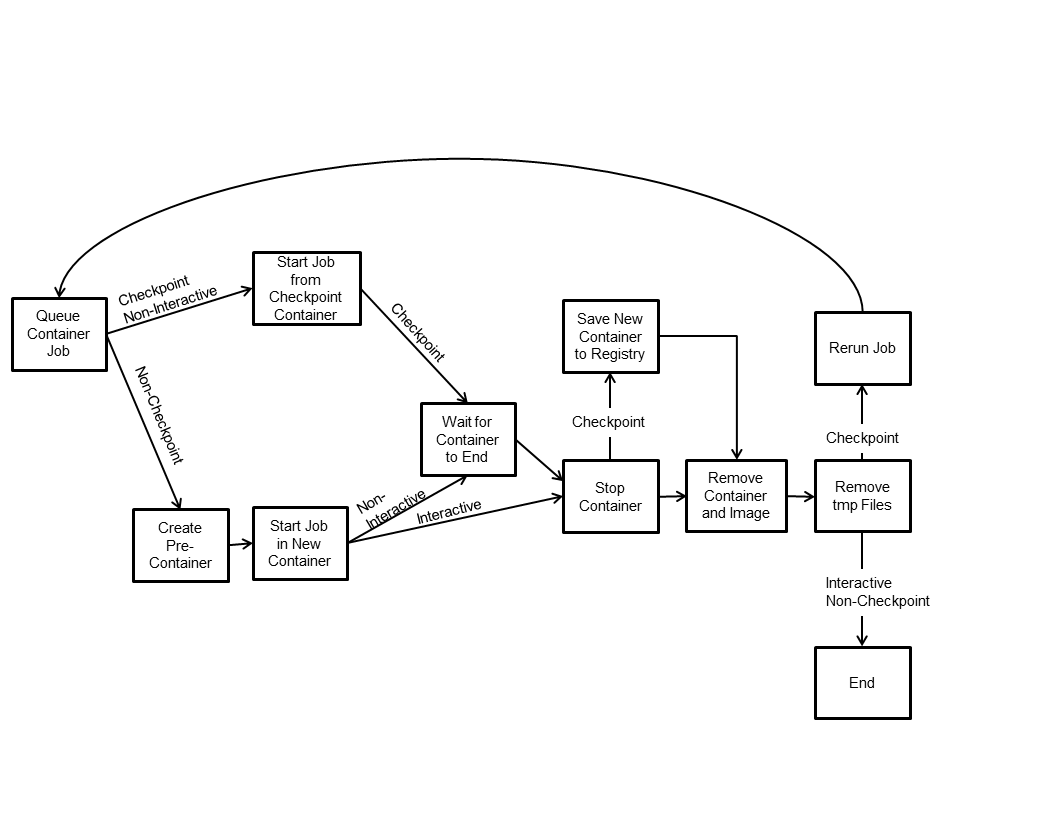 Queue
Container
Job
Checkpoint
Non-Interactive
Start Job
from
Checkpoint
Container
Checkpoint
Non-Checkpoint
Create
Pre-
Container
Start Job
in New
Container
Non-
Interactive
Interactive
Wait for
Container
to End
Stop
Container
Checkpoint
Save New
Container
to Registry
Remove
Container
and Image
Remove
tmp Files
Checkpoint
Rerun Job
Interactive
Non-Checkpoint
End